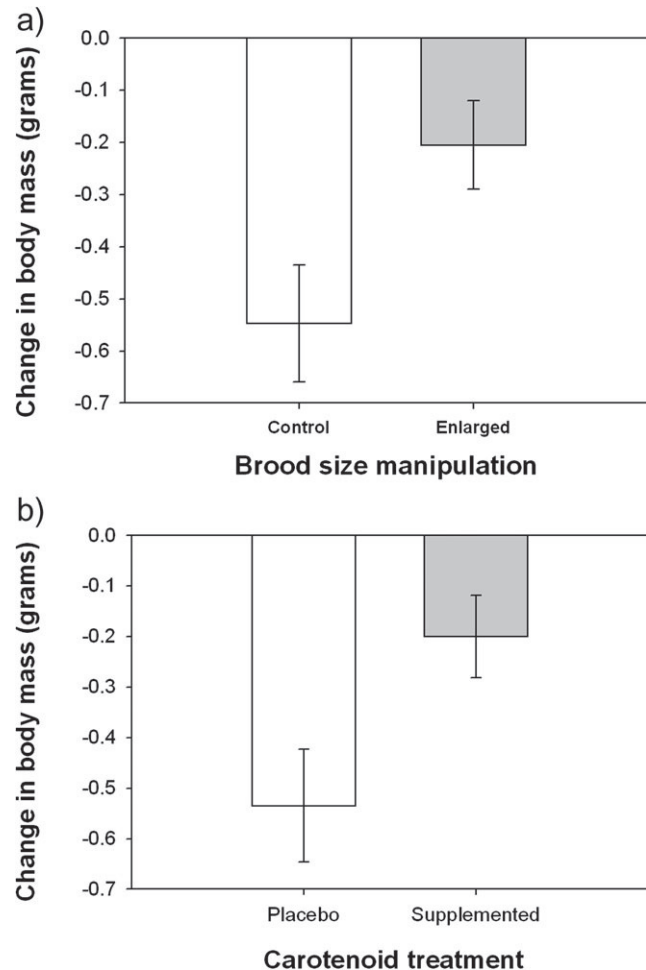 a)
Change in body mass (grams)
0.0
-0.1
-0.2
-0.3
-0.4
-0.5
-0.6
-0.7
Control Enlarged
Brood size manipulation
b)
Change in body mass (grams)
0.0
-0.1
-0.2
-0.3
-0.4
-0.5
-0.6
-0.7
Placebo Supplemented
Carotenoid treatment